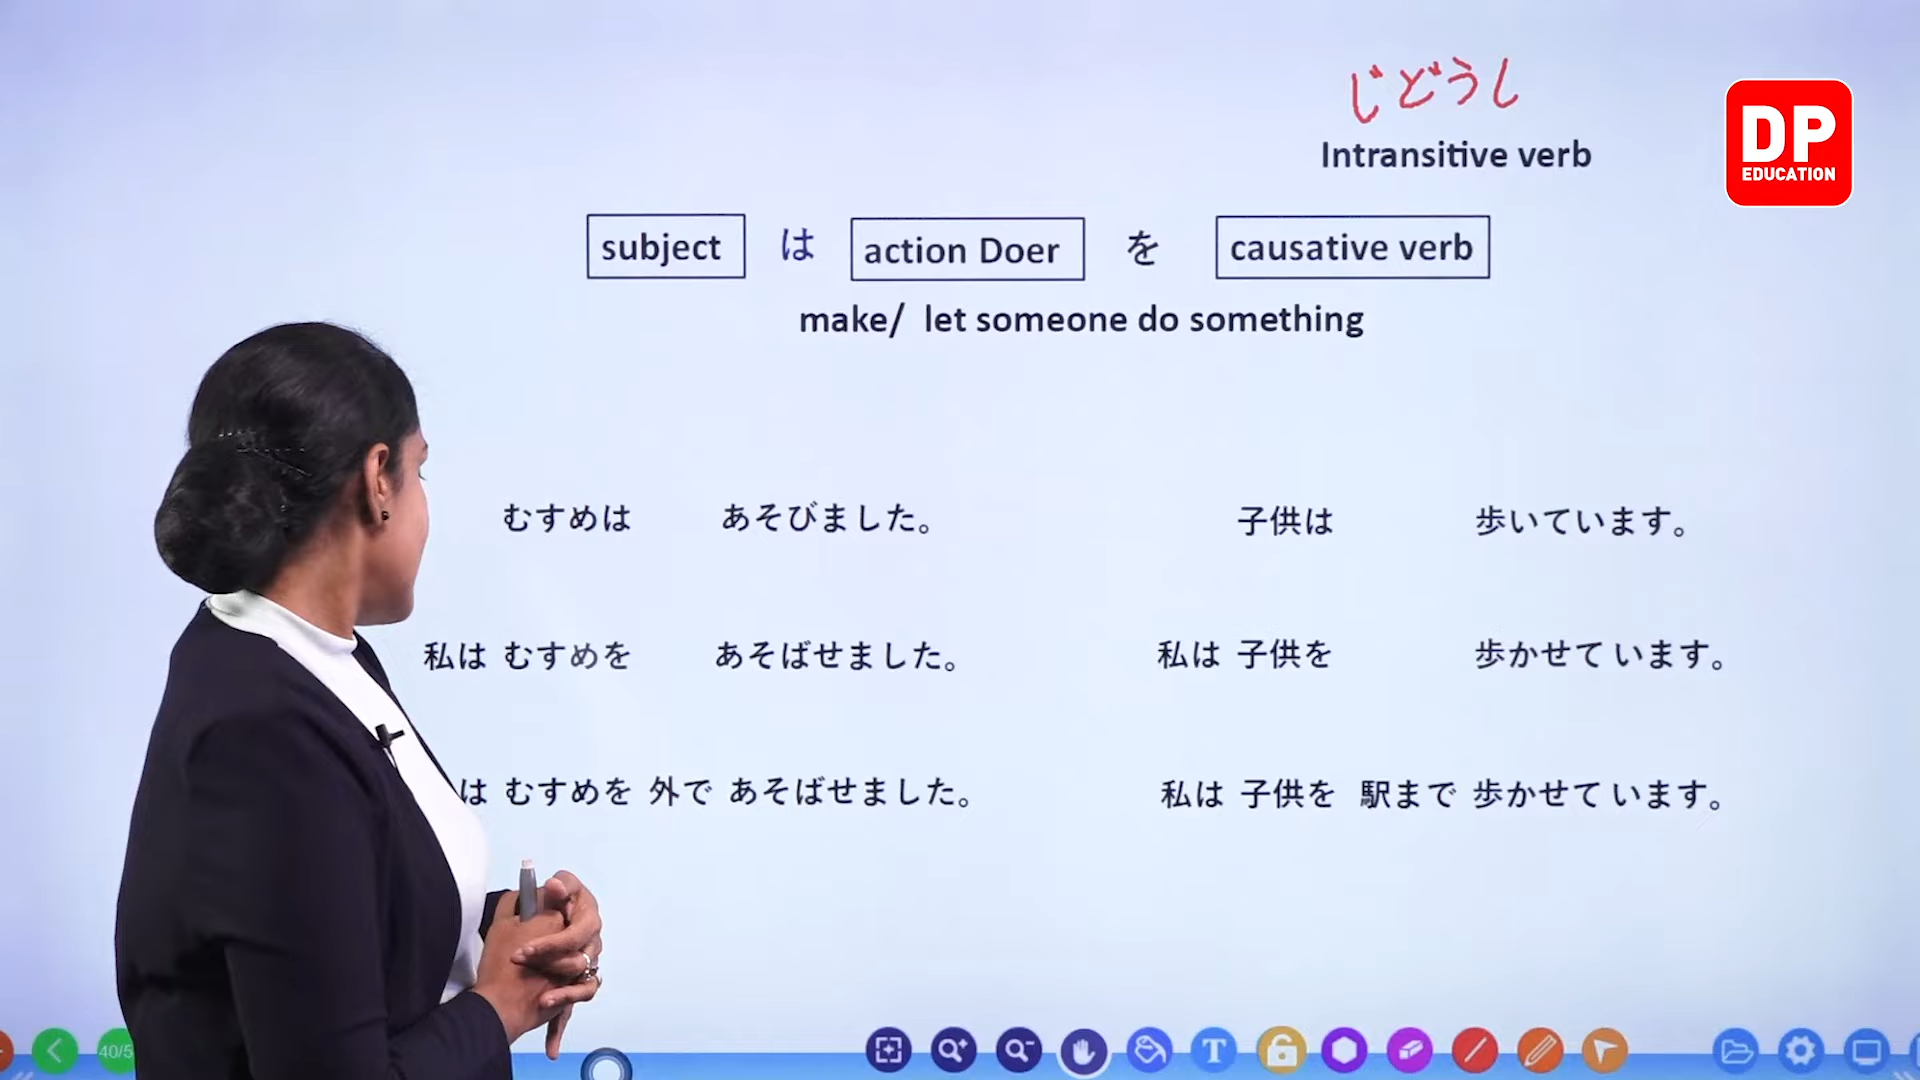 じどうし
Intransitive verb
DP
EDUCATION
subject は action Doer を causative verb
make/ let someone do something
むすめは あそびました。
子供は 歩いています。
私は むすめを あそばせました。
私は 子供を 歩かせています。
は むすめを 外で あそばせました。
私は 子供を 駅まで 歩かせています。
40/5
T